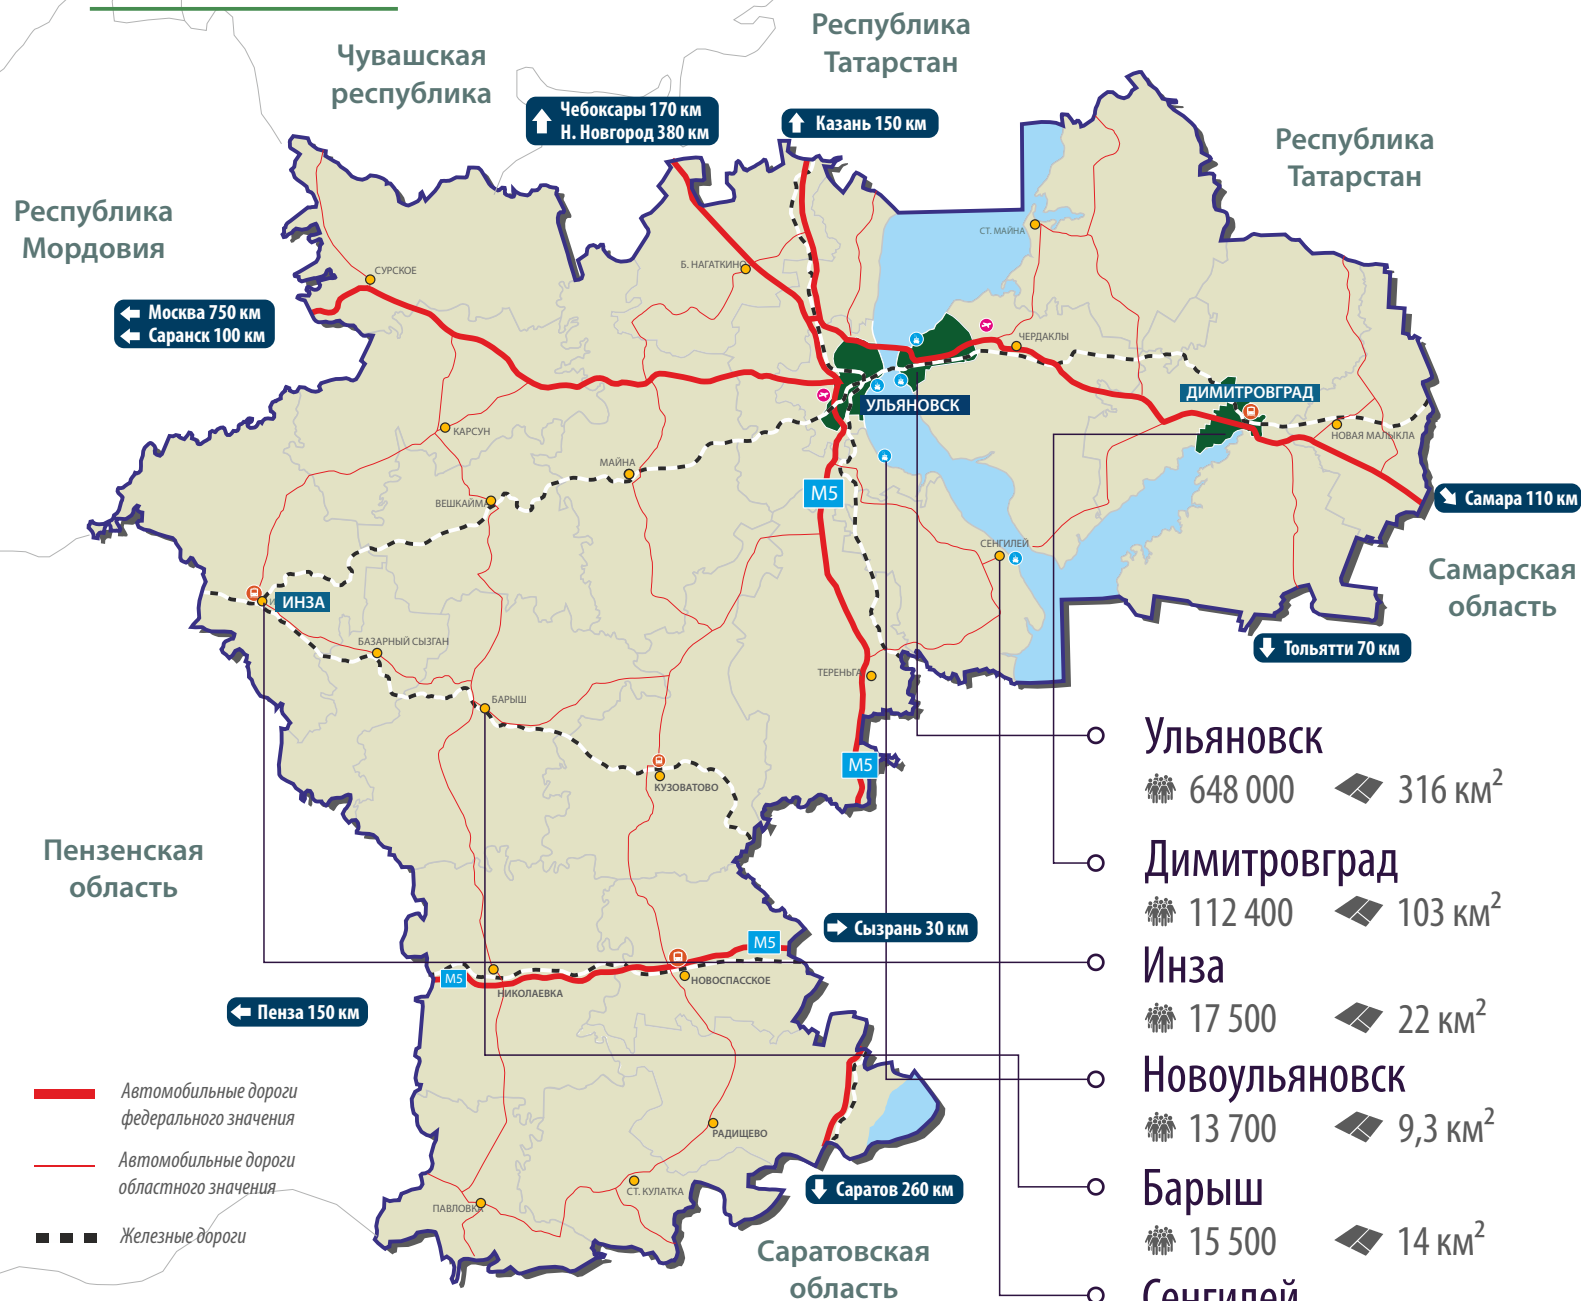 Чувашская
республика
Республика
Татарстан
Чебоксары 170 км
Н. Новгород 380 км
Казань 150 км
Республика
Татарстан
Республика
Мордовия
Москва 750 км
Саранск 100 км
СУРСКОЕ
Б. НАГАТКИНО
СТ. МАЙНА
ЧЕРДАКЛЫ
УЛЬЯНОВСК
ДИМИТРОВГРАД
НОВАЯ МАЛЫКЛА
КАРСУН
МАЙНА
ВЕШКАЙМА
M5
Самара 110 км
СЕНГИЛЕЙ
Самарская
область
ИНЗА
БАЗАРНЫЙ СЫЗГАН
Тольятти 70 км
ТЕРЕНЬГА
БАРЫШ
M5
КУЗОВАТОВО
Ульяновск
648 000
316 км²
Пензенская
область
Димитровград
112 400
103 км²
Сызрань 30 км
M5
M5
НОВОСПАССКОЕ
НИКОЛАЕВКА
Инза
17 500
22 км²
Пенза 150 км
Новоульяновск
13 700
9,3 км²
Автомобильные дороги
федерального значения
Автомобильные дороги
областного значения
Железные дороги
РАДИЩЕВО
СТ. КУЛАТКА
ПАВЛОВКА
Саратов 260 км
Барыш
15 500
14 км²
Саратовская
область
Сенгилей